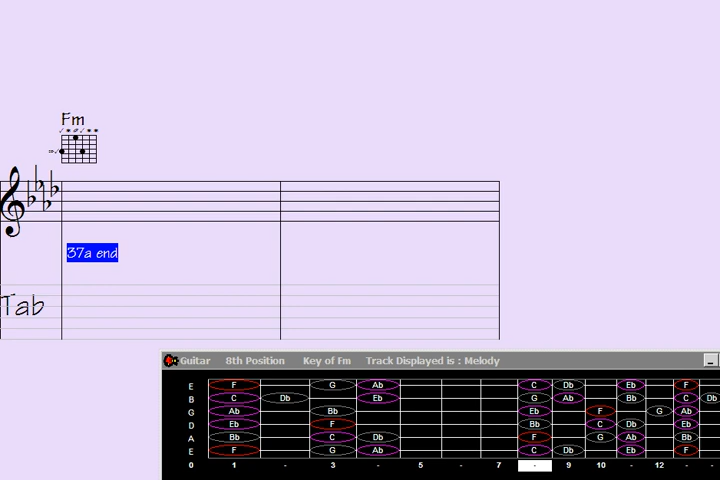 Fm
37a end
Tab
Guitar 8th Position Key of Fm Track Displayed is : Melody
E F G Ab C Db Eb F
B C Db Eb G Ab Bb C Db
G Ab Bb Eb F G Ab
D Eb F Bb C Db Eb
A Bb C Db F G Ab Bb
E F G Ab C Db Eb F
0 1 - 3 - 5 - 7 - 9 10 - 12 - -